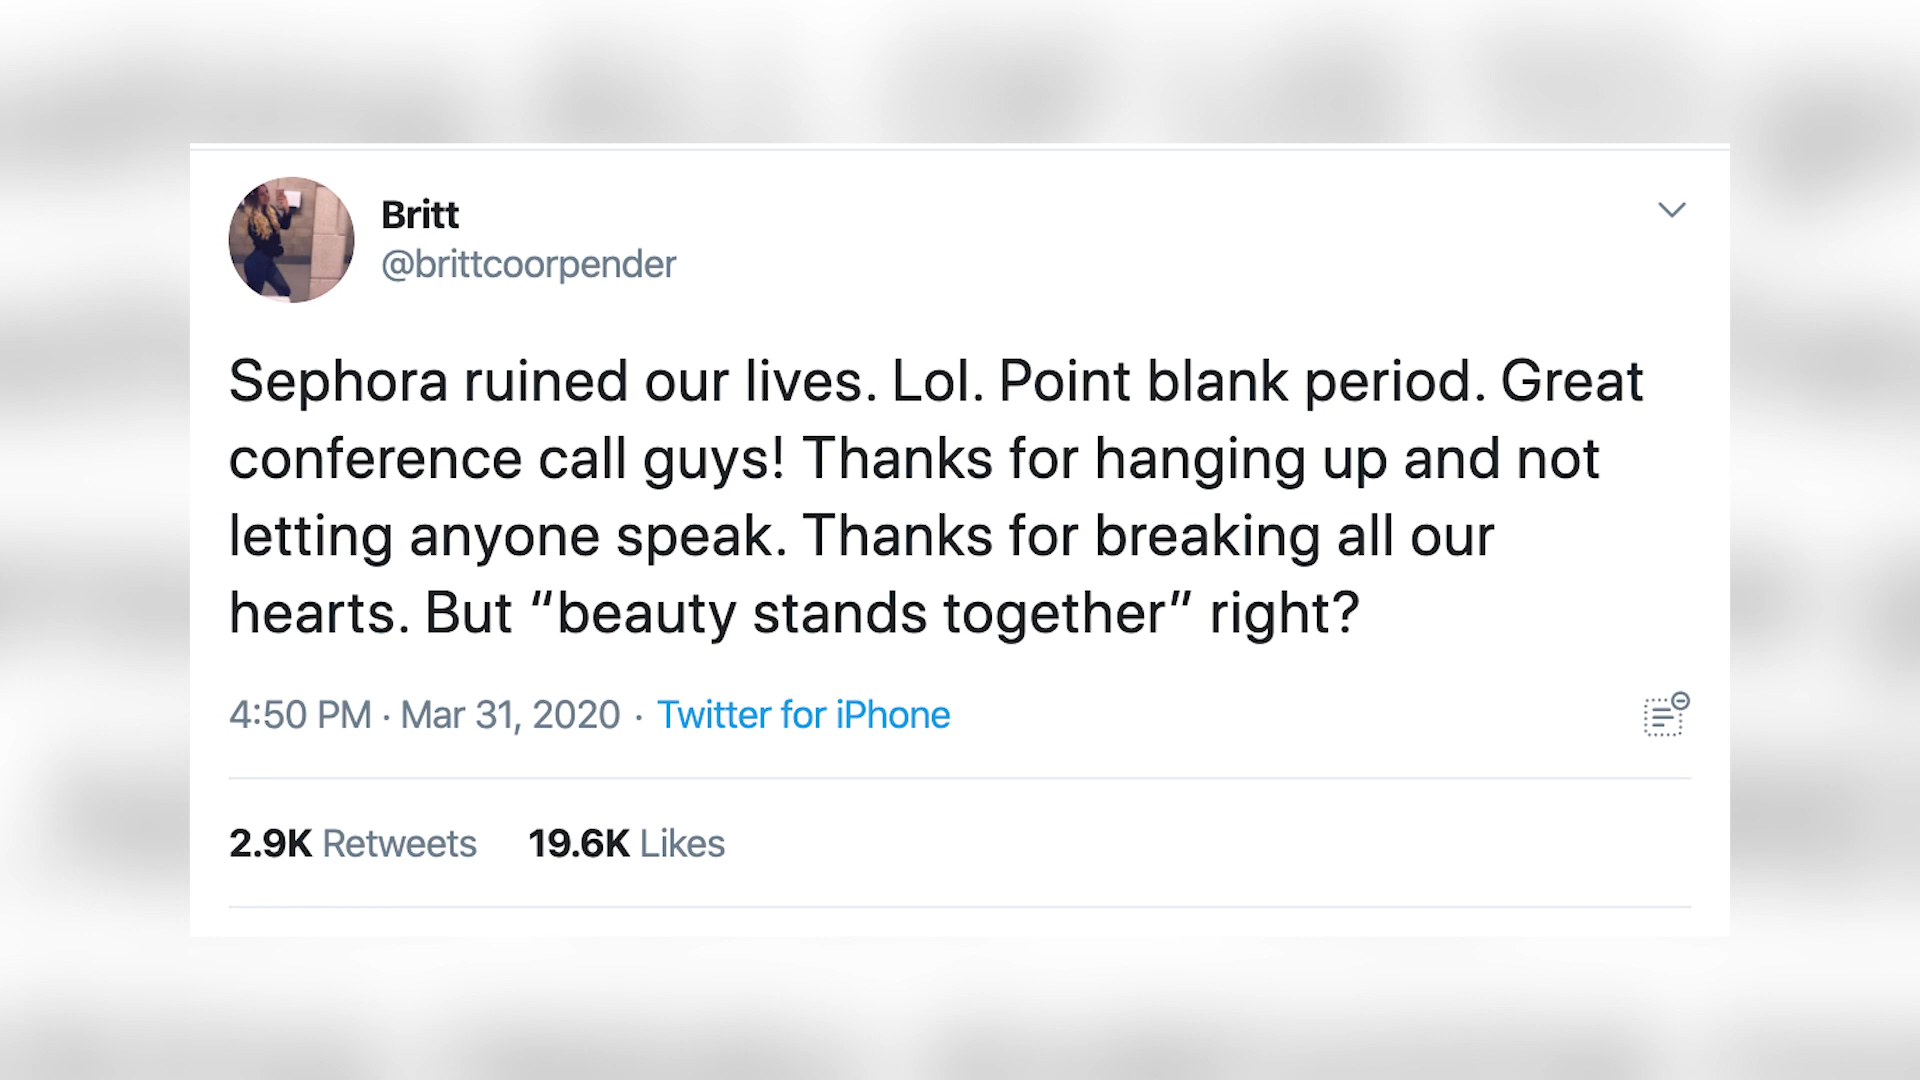 Britt
@brittcoorpender
Sephora ruined our lives. Lol. Point blank period. Great
conference call guys! Thanks for hanging up and not
letting anyone speak. Thanks for breaking all our
hearts. But “beauty stands together” right?
4:50 PM · Mar 31, 2020 · Twitter for iPhone
2.9K Retweets 19.6K Likes